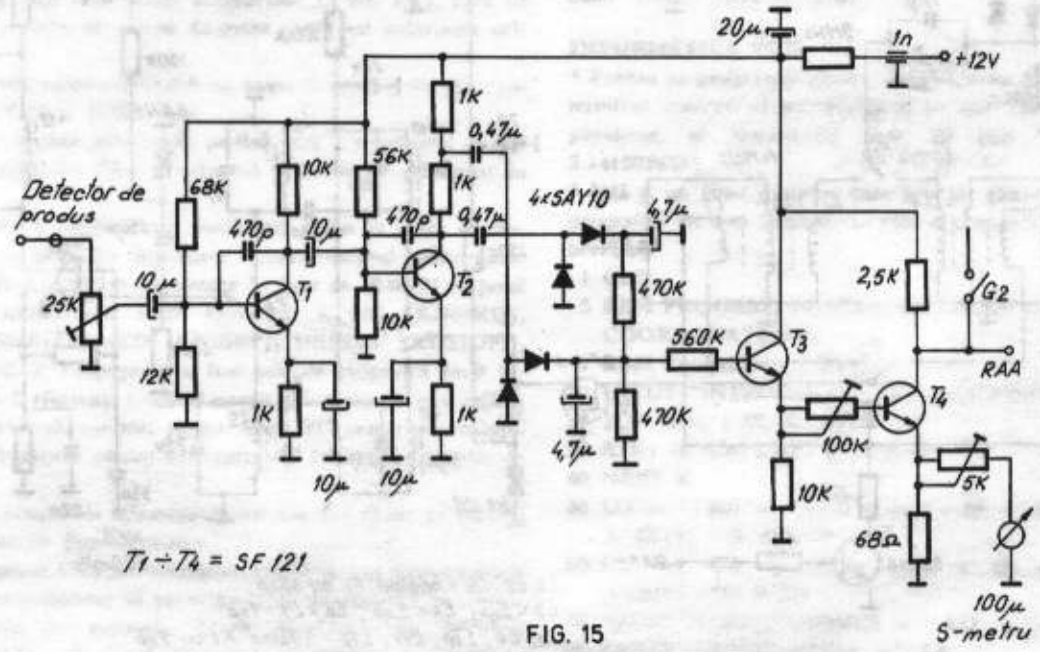 20µ
1n
+12V
1K
0,47µ
10K
56K
1K
68K
4xSAY10
Detector de
produs
470p
10µ
470p
0,47µ
4,7µ
2,5K
G2
10µ
T1
T2
470K
25K
10K
560K
T3
RAA
12K
T4
1K
1K
470K
100K
4,7µ
5K
10µ
10µ
10K
68Ω
T1 ÷ T4 = SF 121
100µ
S-metru
FIG. 15